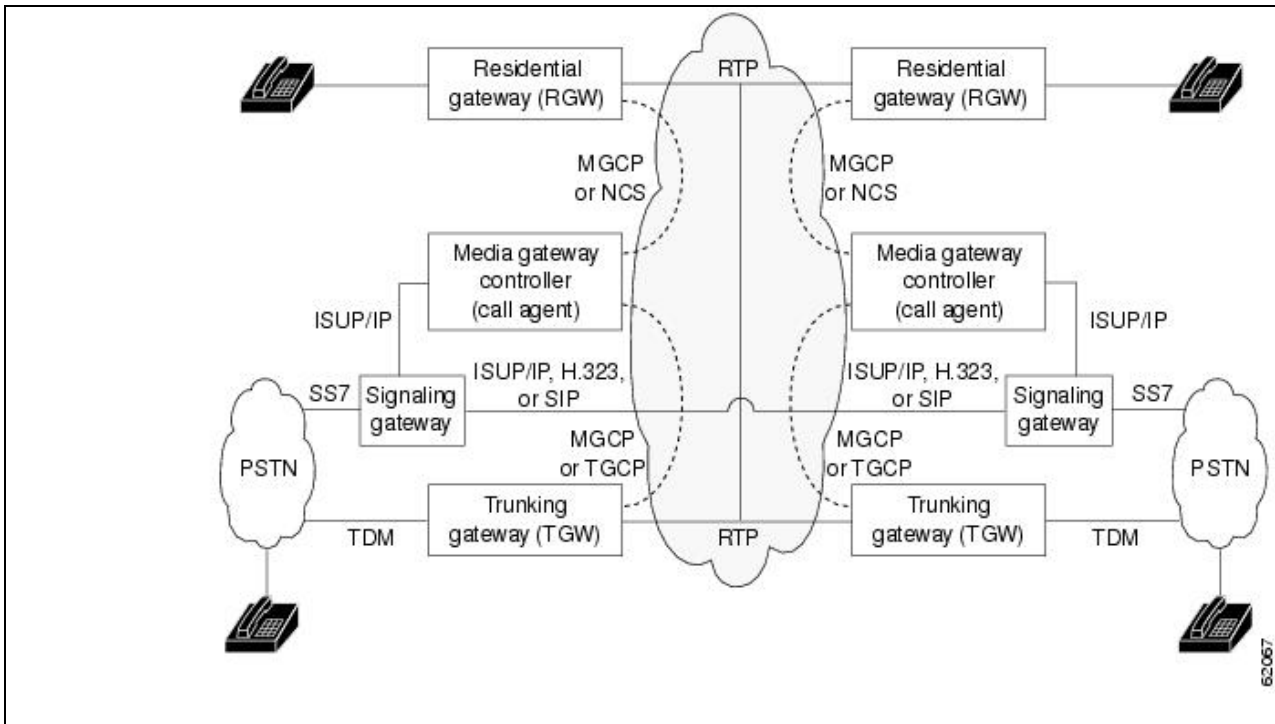 Residential
gateway (RGW)
RTP
Residential
gateway (RGW)
MGCP
or NCS
MGCP
or NCS
Media gateway
controller
(call agent)
Media gateway
controller
(call agent)
ISUP/IP
ISUP/IP
SS7
Signaling
gateway
ISUP/IP, H.323,
or SIP
ISUP/IP, H.323,
or SIP
Signaling
gateway
SS7
PSTN
MGCP
or TGCP
MGCP
or TGCP
PSTN
TDM
Trunking
gateway (TGW)
RTP
Trunking
gateway (TGW)
TDM
62067